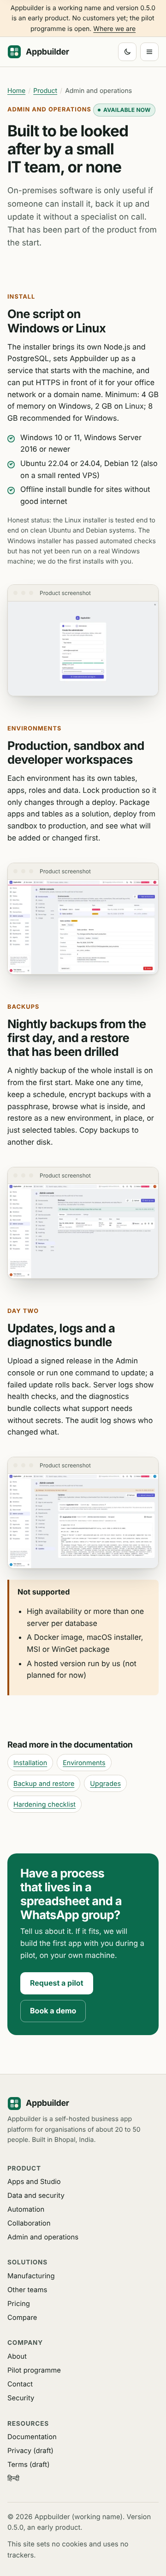 Appbuilder is a working name and version 0.5.0
is an early product. No customers yet; the pilot
programme is open. Where we are
Appbuilder
Home / Product / Admin and operations
ADMIN AND OPERATIONS
AVAILABLE NOW
Built to be looked
after by a small
IT team, or none
On-premises software is only useful if
someone can install it, back it up and
update it without a specialist on call.
That has been part of the product from
the start.
INSTALL
One script on
Windows or Linux
The installer brings its own Node.js and
PostgreSQL, sets Appbuilder up as a
service that starts with the machine, and
can put HTTPS in front of it for your office
network or a domain name. Minimum: 4 GB
of memory on Windows, 2 GB on Linux; 8
GB recommended for Windows.
Windows 10 or 11, Windows Server
2016 or newer
Ubuntu 22.04 or 24.04, Debian 12 (also
on a small rented VPS)
Offline install bundle for sites without
good internet
Honest status: the Linux installer is tested end to
end on clean Ubuntu and Debian systems. The
Windows installer has passed automated checks
but has not yet been run on a real Windows
machine; we do the first installs with you.
Product screenshot
ENVIRONMENTS
Production, sandbox and
developer workspaces
Each environment has its own tables,
apps, roles and data. Lock production so it
only changes through a deploy. Package
apps and tables as a solution, deploy from
sandbox to production, and see what will
be added or changed first.
Product screenshot
BACKUPS
Nightly backups from the
first day, and a restore
that has been drilled
A nightly backup of the whole install is on
from the first start. Make one any time,
keep a schedule, encrypt backups with a
passphrase, browse what is inside, and
restore as a new environment, in place, or
just selected tables. Copy backups to
another disk.
Product screenshot
DAY TWO
Updates, logs and a
diagnostics bundle
Upload a signed release in the Admin
console or run one command to update; a
failed update rolls back. Server logs show
health checks, and the diagnostics
bundle collects what support needs
without secrets. The audit log shows who
changed what.
Product screenshot
Not supported
High availability or more than one
server per database
A Docker image, macOS installer,
MSI or WinGet package
A hosted version run by us (not
planned for now)
Read more in the documentation
Installation
Environments
Backup and restore
Upgrades
Hardening checklist
Have a process
that lives in a
spreadsheet and a
WhatsApp group?
Tell us about it. If it fits, we will
build the first app with you during a
pilot, on your own machine.
Request a pilot
Book a demo
Appbuilder
Appbuilder is a self-hosted business app
platform for organisations of about 20 to 50
people. Built in Bhopal, India.
PRODUCT
Apps and Studio
Data and security
Automation
Collaboration
Admin and operations
SOLUTIONS
Manufacturing
Other teams
Pricing
Compare
COMPANY
About
Pilot programme
Contact
Security
RESOURCES
Documentation
Privacy (draft)
Terms (draft)
हिन्दी
© 2026 Appbuilder (working name). Version
0.5.0, an early product.
This site sets no cookies and uses no
trackers.